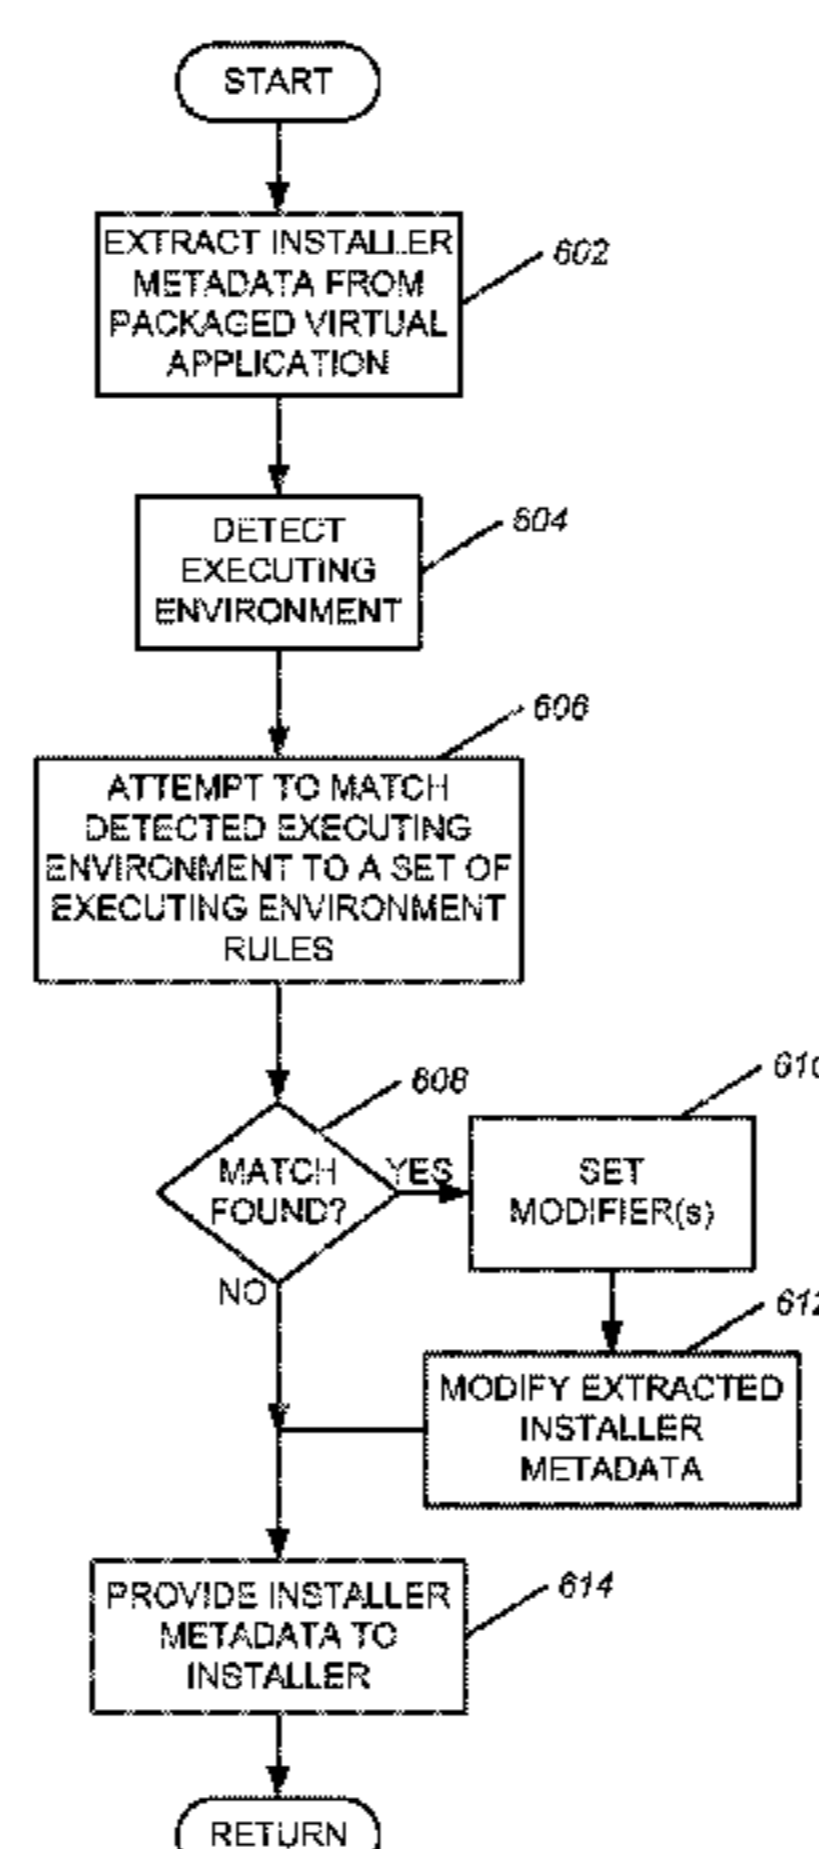 START
EXTRACT INSTALLER
METADATA FROM
PACKAGED VIRTUAL
APPLICATION
602
DETECT
EXECUTING
ENVIRONMENT
604
606
ATTEMPT TO MATCH
DETECTED EXECUTING
ENVIRONMENT TO A SET OF
EXECUTING ENVIRONMENT
RULES
608
610
MATCH
FOUND?
YES
SET
MODIFIER(s)
NO
612
MODIFY EXTRACTED
INSTALLER
METADATA
PROVIDE INSTALLER
METADATA TO
INSTALLER
614
RETURN